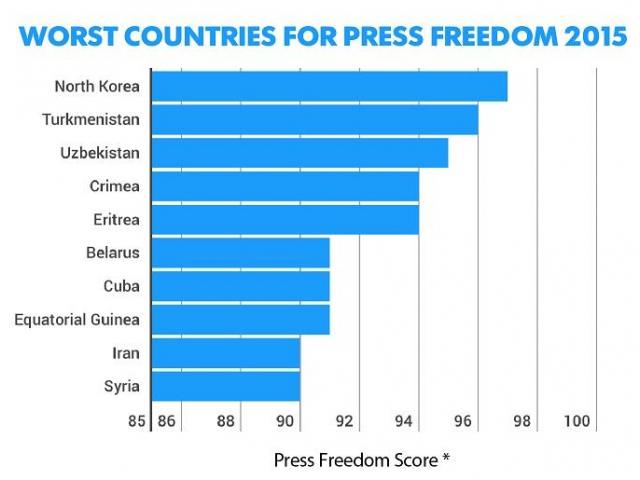 WORST COUNTRIES FOR PRESS FREEDOM 2015
North Korea
Turkmenistan
Uzbekistan
Crimea
Eritrea
Belarus
Cuba
Equatorial Guinea
Iran
Syria
85 86 88 90 92 94 96 98 100
Press Freedom Score *